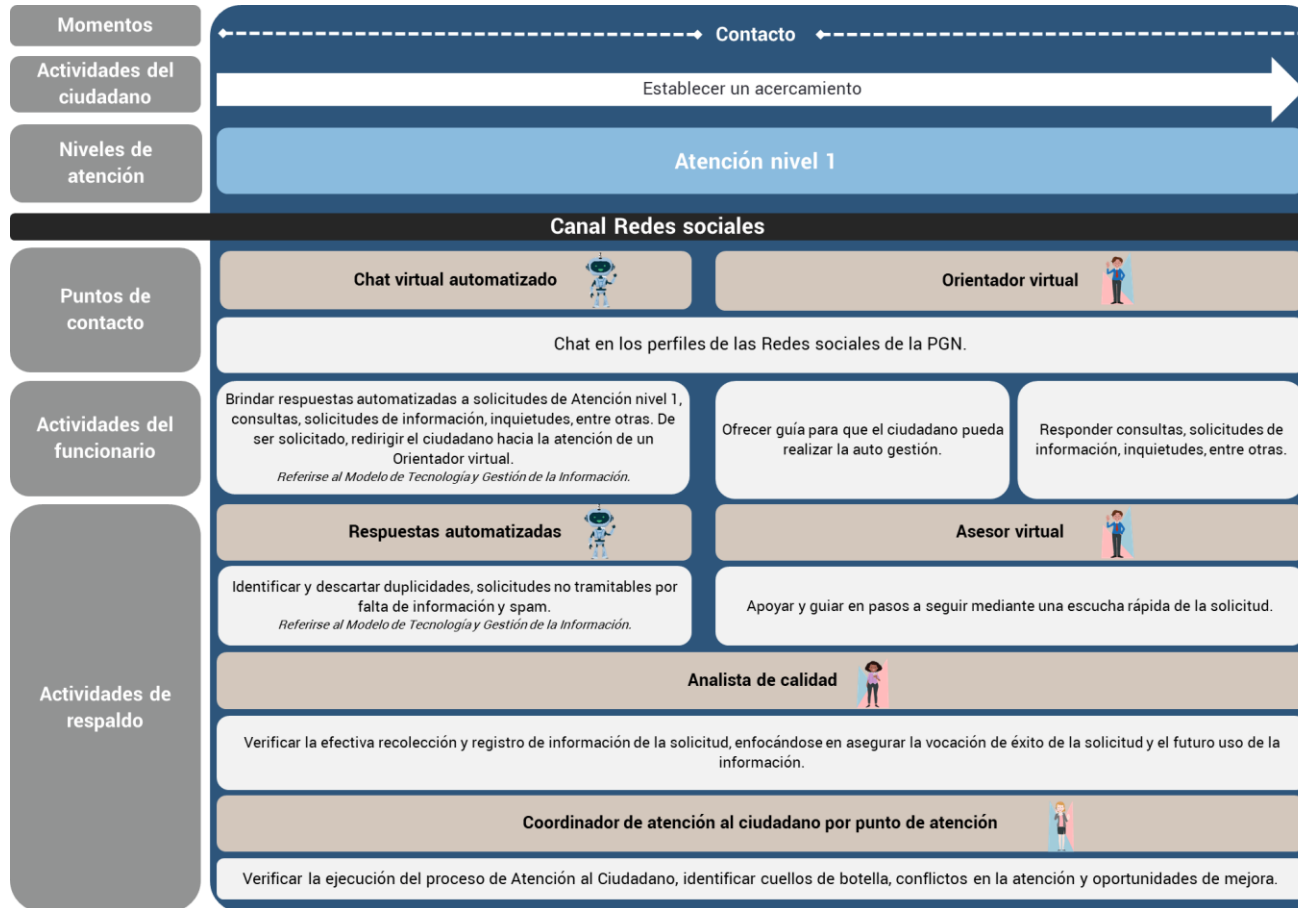 Momentos
Contacto
Actividades del
ciudadano
Establecer un acercamiento
Niveles de
atención
Atención nivel 1
Canal Redes sociales
Puntos de
contacto
Chat virtual automatizado
Orientador virtual
Chat en los perfiles de las Redes sociales de la PGN.
Actividades del
funcionario
Brindar respuestas automatizadas a solicitudes de Atención nivel 1,
consultas, solicitudes de información, inquietudes, entre otras. De
ser solicitado, redirigir el ciudadano hacia la atención de un
Orientador virtual.
Referirse al Modelo de Tecnología y Gestión de la Información.
Ofrecer guía para que el ciudadano pueda
realizar la auto gestión.
Responder consultas, solicitudes de
información, inquietudes, entre otras.
Actividades de
respaldo
Respuestas automatizadas
Asesor virtual
Identificar y descartar duplicidades, solicitudes no tramitables por
falta de información y spam.
Referirse al Modelo de Tecnología y Gestión de la Información.
Apoyar y guiar en pasos a seguir mediante una escucha rápida de la solicitud.
Analista de calidad
Verificar la efectiva recolección y registro de información de la solicitud, enfocándose en asegurar la vocación de éxito de la solicitud y el futuro uso de la
información.
Coordinador de atención al ciudadano por punto de atención
Verificar la ejecución del proceso de Atención al Ciudadano, identificar cuellos de botella, conflictos en la atención y oportunidades de mejora.